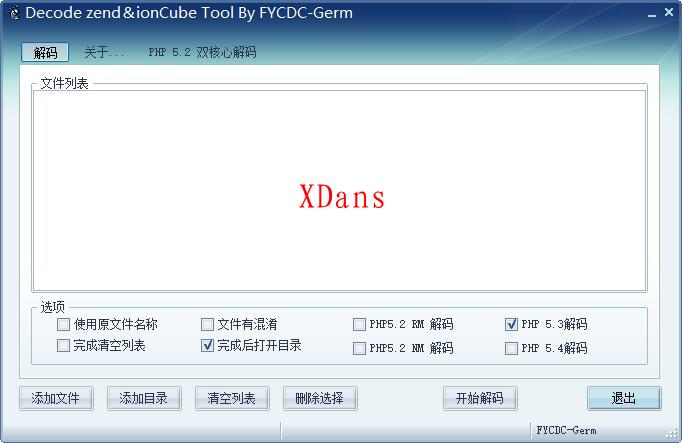 Decode zend&ionCube Tool By FYCDC-Germ
解码 关于... PHP 5.2 双核心解码
文件列表
XDans
选项
使用原文件名称 文件有混淆 PHP5.2 RM 解码 PHP 5.3解码
完成清空列表 完成后打开目录 PHP5.2 NM 解码 PHP 5.4解码
添加文件 添加目录 清空列表 删除选择 开始解码 退出
FYCDC-Germ